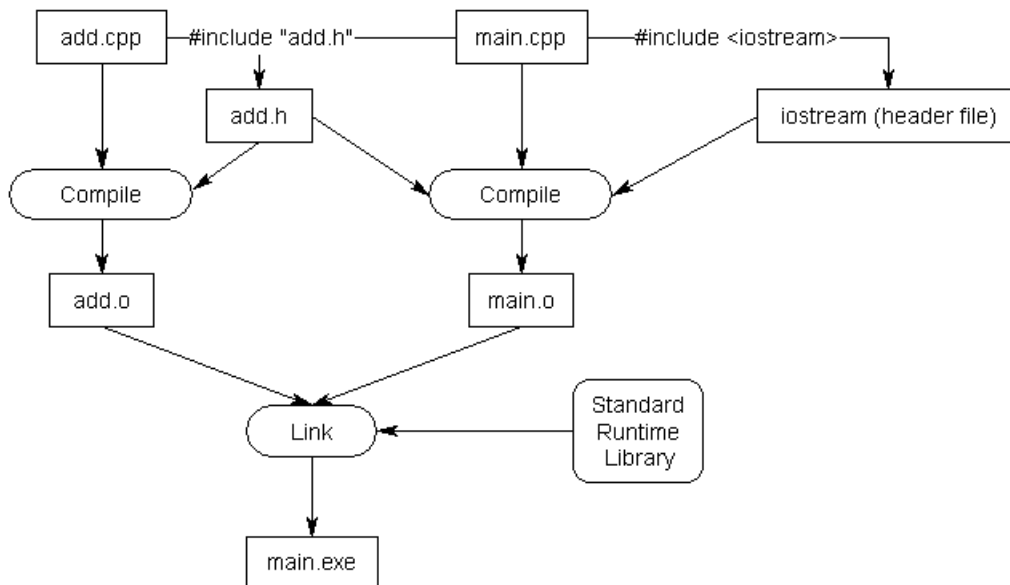 add.cpp
#include "add.h"
main.cpp
#include <iostream>
add.h
iostream (header file)
Compile
Compile
add.o
main.o
Link
Standard
Runtime
Library
main.exe